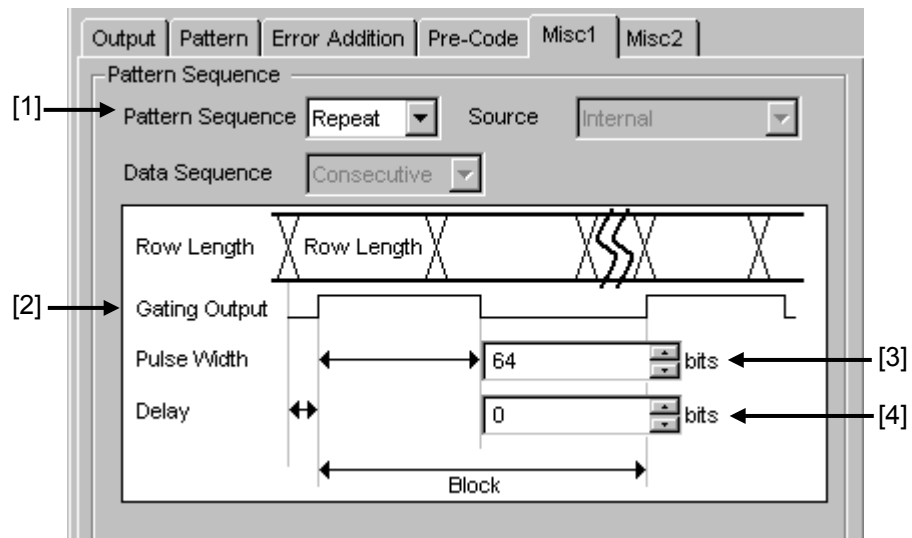 Output Pattern Error Addition Pre-Code Misc1 Misc2
Pattern Sequence
[1] Pattern Sequence Repeat Source Internal
Data Sequence Consecutive
Row Length Row Length
[2] Gating Output
Pulse Width 64 bits [3]
Delay 0 bits [4]
Block